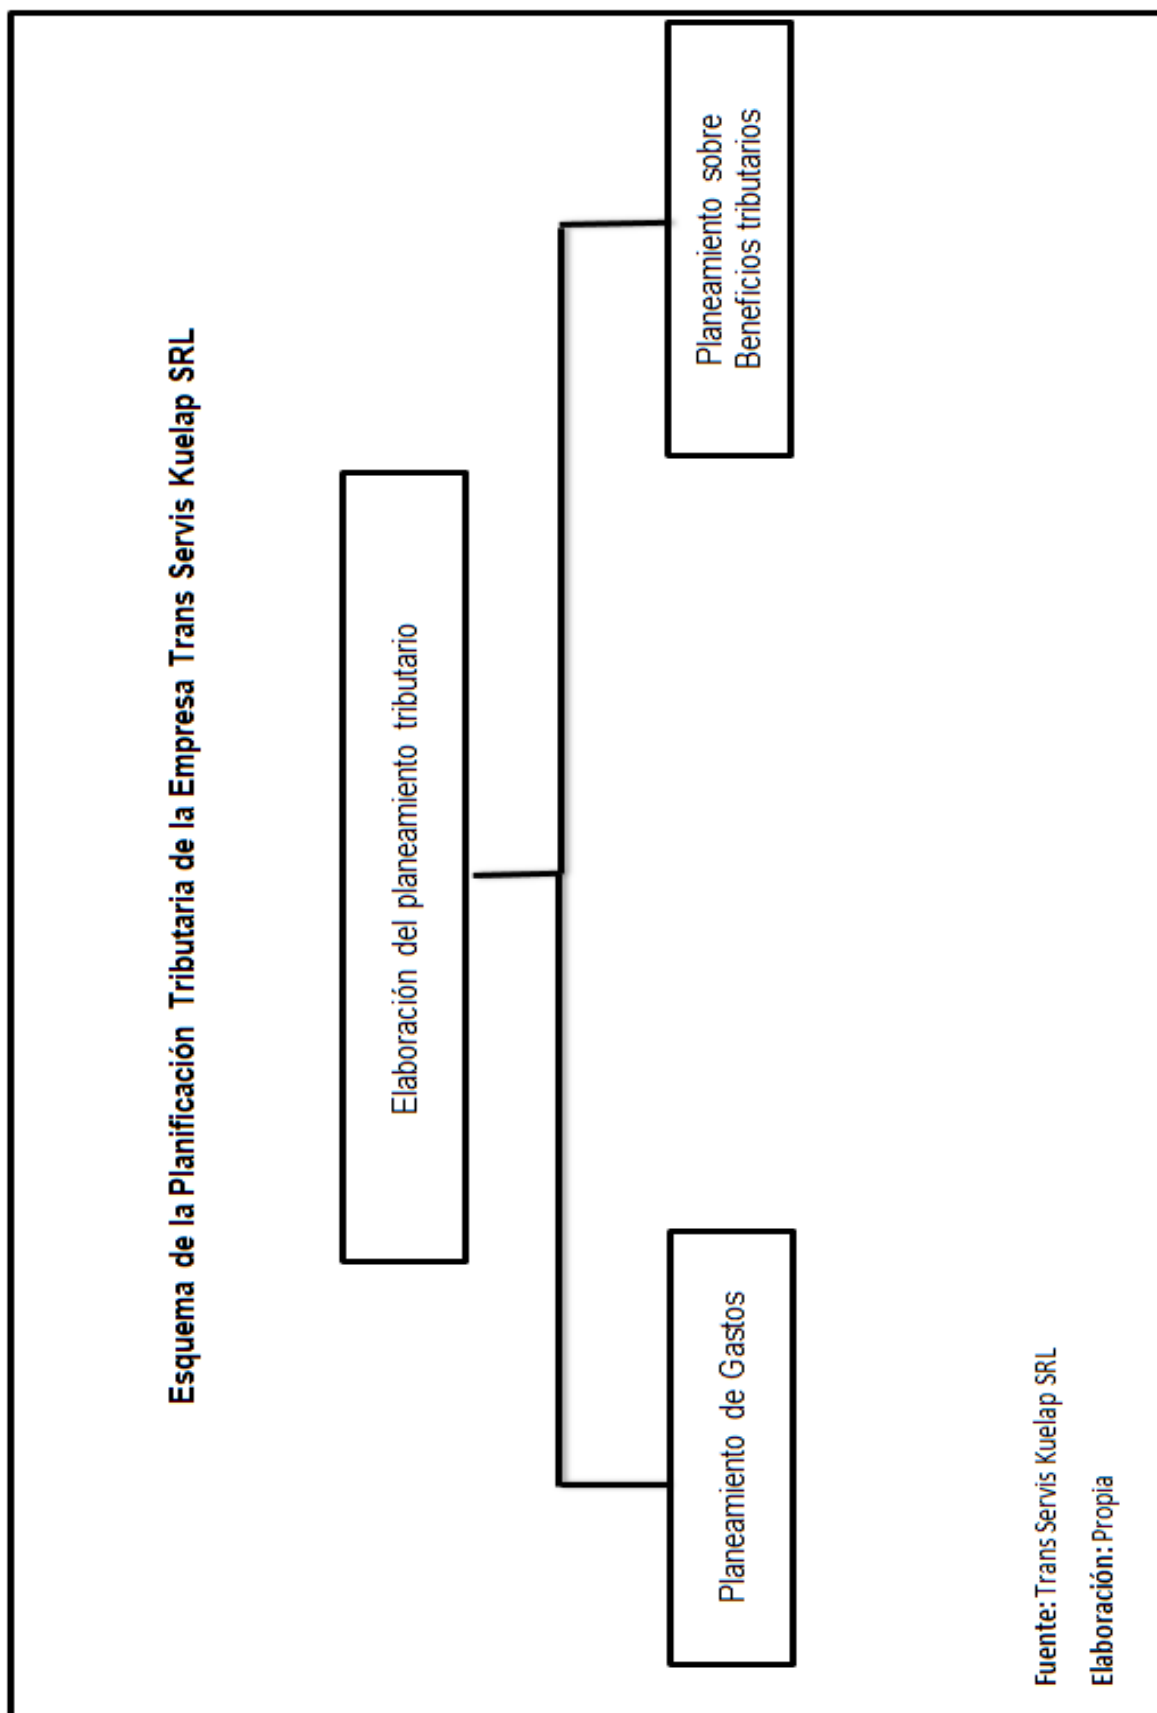 Esquema de la Planificación Tributaria de la Empresa Trans Servis Kuelap SRL
Elaboración del planeamiento tributario
Planeamiento de Gastos
Planeamiento sobre
Beneficios tributarios
Fuente: Trans Servis Kuelap SRL
Elaboración: Propia